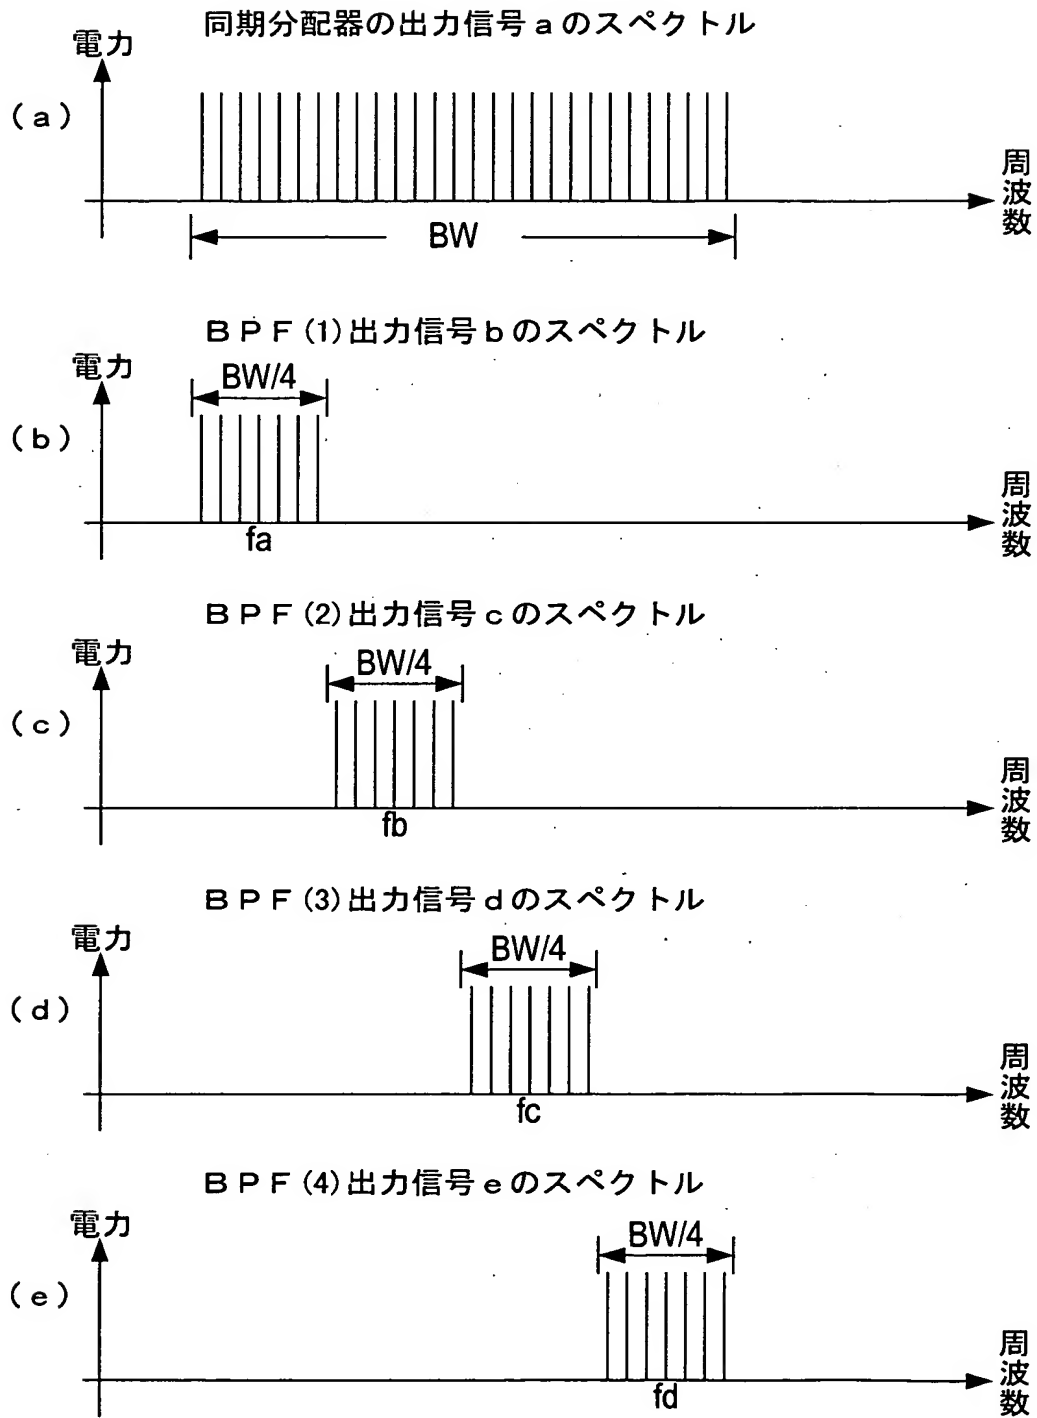 同期分配器の出力信号aのスペクトル
電力
(a)
周波数
BW
BPF(1)出力信号bのスペクトル
電力
BW/4
(b)
周波数
fa
BPF(2)出力信号cのスペクトル
電力
BW/4
(c)
周波数
fb
BPF(3)出力信号dのスペクトル
電力
BW/4
(d)
周波数
fc
BPF(4)出力信号eのスペクトル
電力
BW/4
(e)
周波数
fd